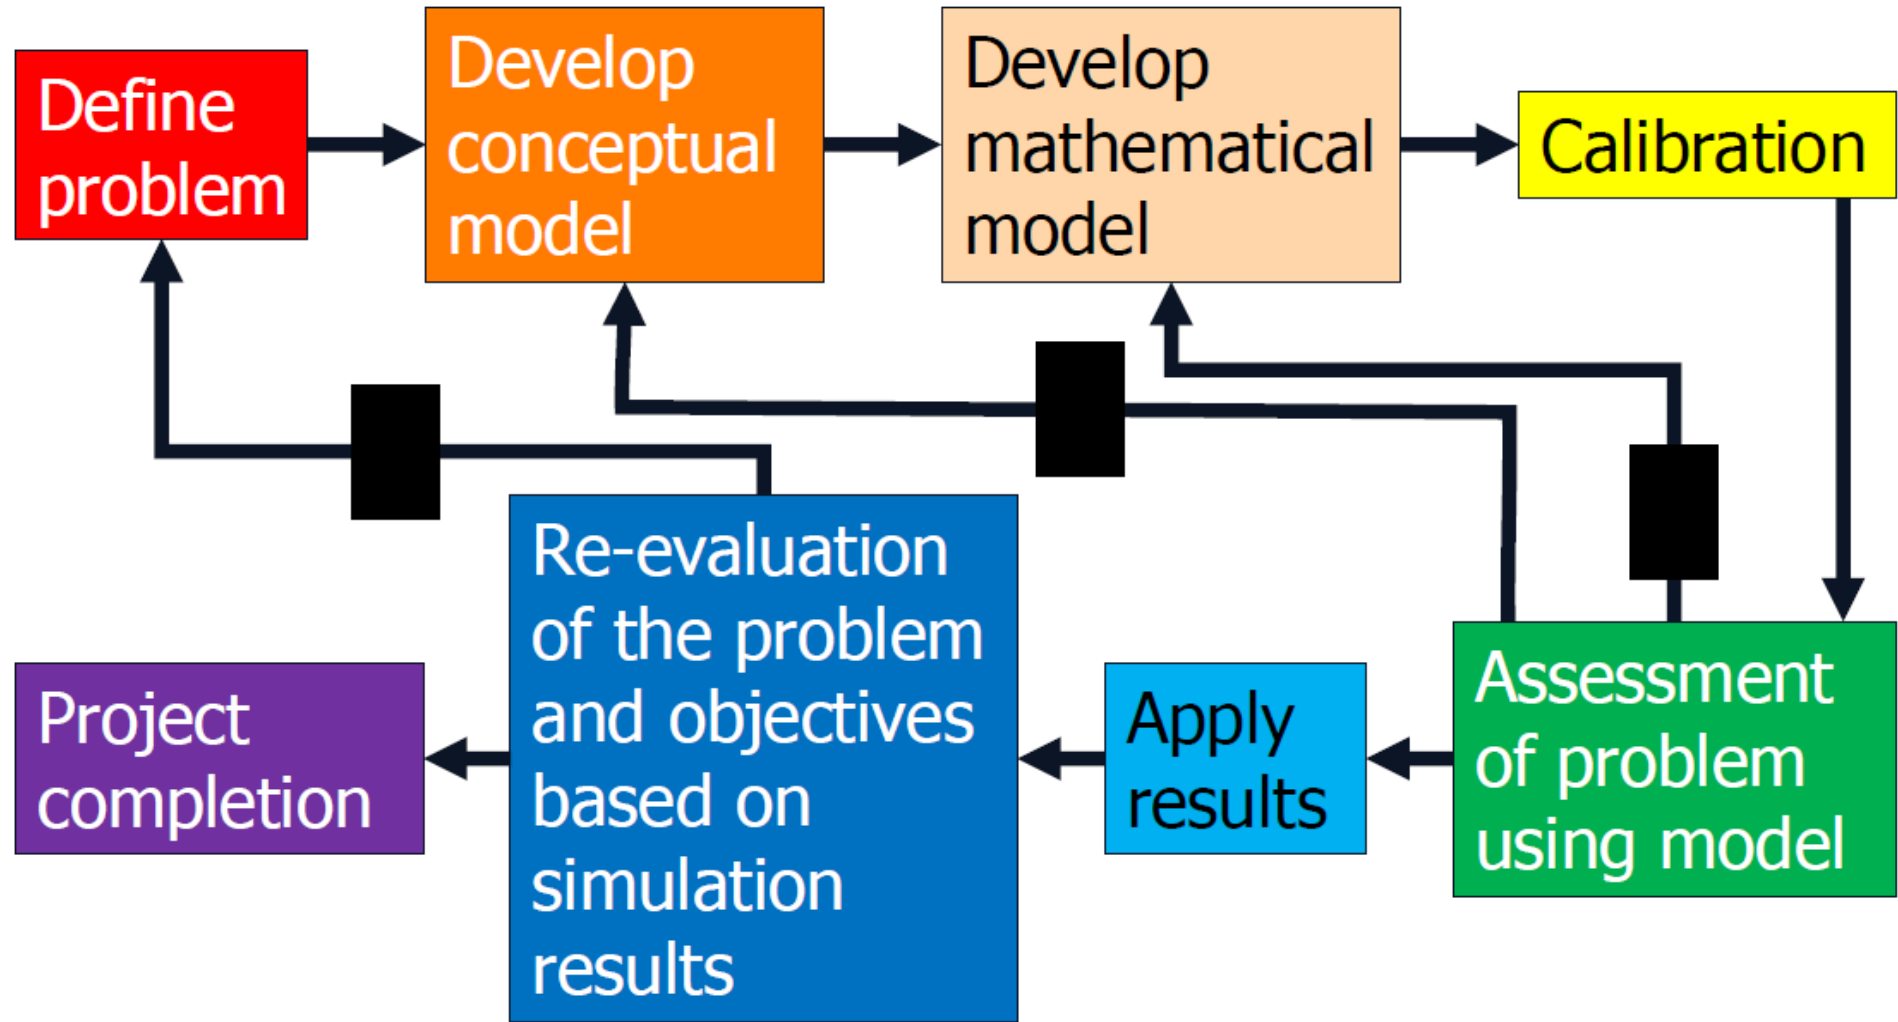 Define
problem
Develop
conceptual
model
Develop
mathematical
model
Calibration
Assessment
of problem
using model
Apply
results
Re-evaluation
of the problem
and objectives
based on
simulation
results
Project
completion